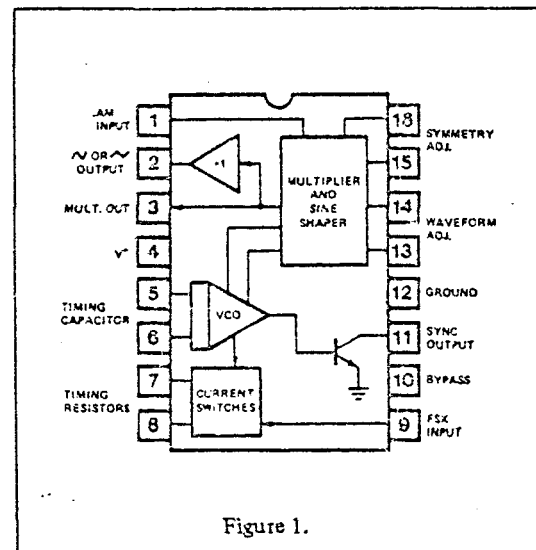 AM
INPUT
1
16
SYMMETRY
ADJ.
15
OR
OUTPUT
2
+1
MULTIPLIER
AND
SINE
SHAPER
MULT. OUT
3
14
WAVEFORM
ADJ.
13
V+
4
12
GROUND
TIMING
CAPACITOR
5
6
VCO
11
SYNC
OUTPUT
10
BYPASS
TIMING
RESISTORS
7
8
CURRENT
SWITCHES
9
FSK
INPUT
Figure 1.